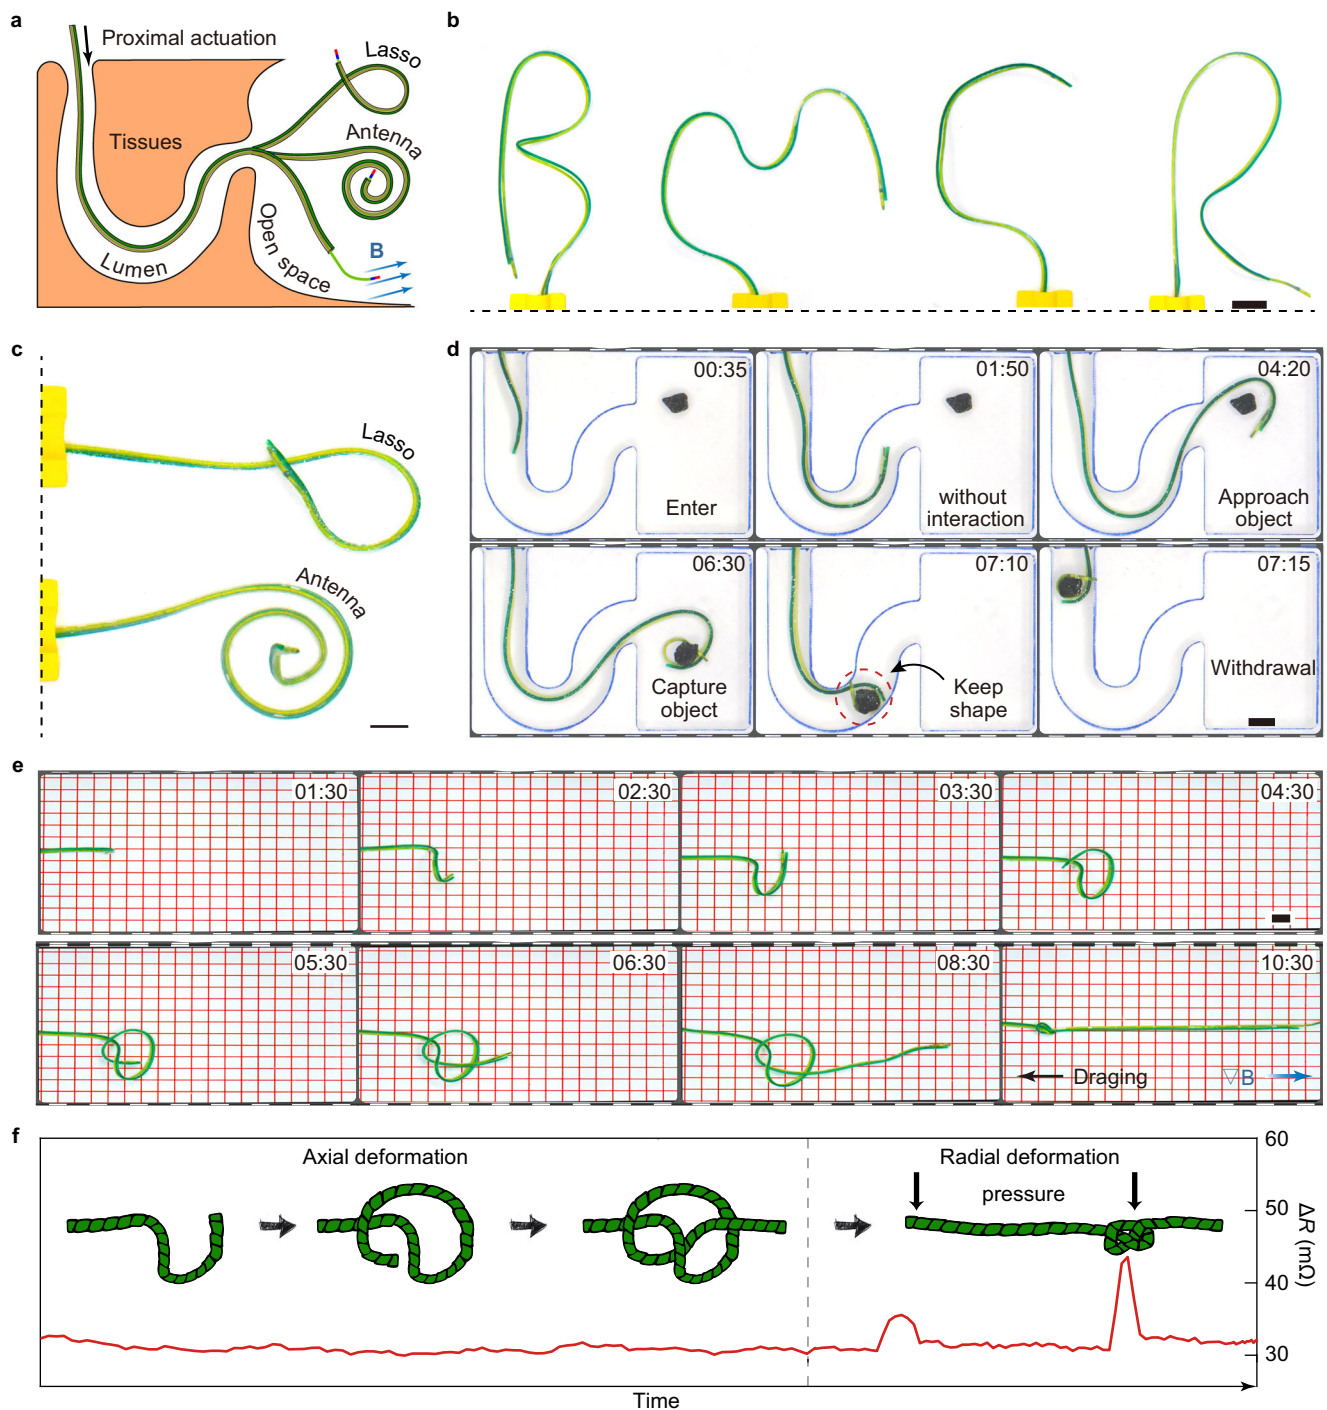 a
Proximal actuation
Lasso
Tissues
Antenna
Lumen
Open space
B
b
c
Lasso
Antenna
d
00:35
Enter
01:50
without
interaction
04:20
Approach
object
06:30
Capture
object
07:10
Keep
shape
07:15
Withdrawal
e
01:30
02:30
03:30
04:30
05:30
06:30
08:30
10:30
Draging
▽B
f
Axial deformation
Radial deformation
pressure
60
50
40
30
ΔR (mΩ)
Time